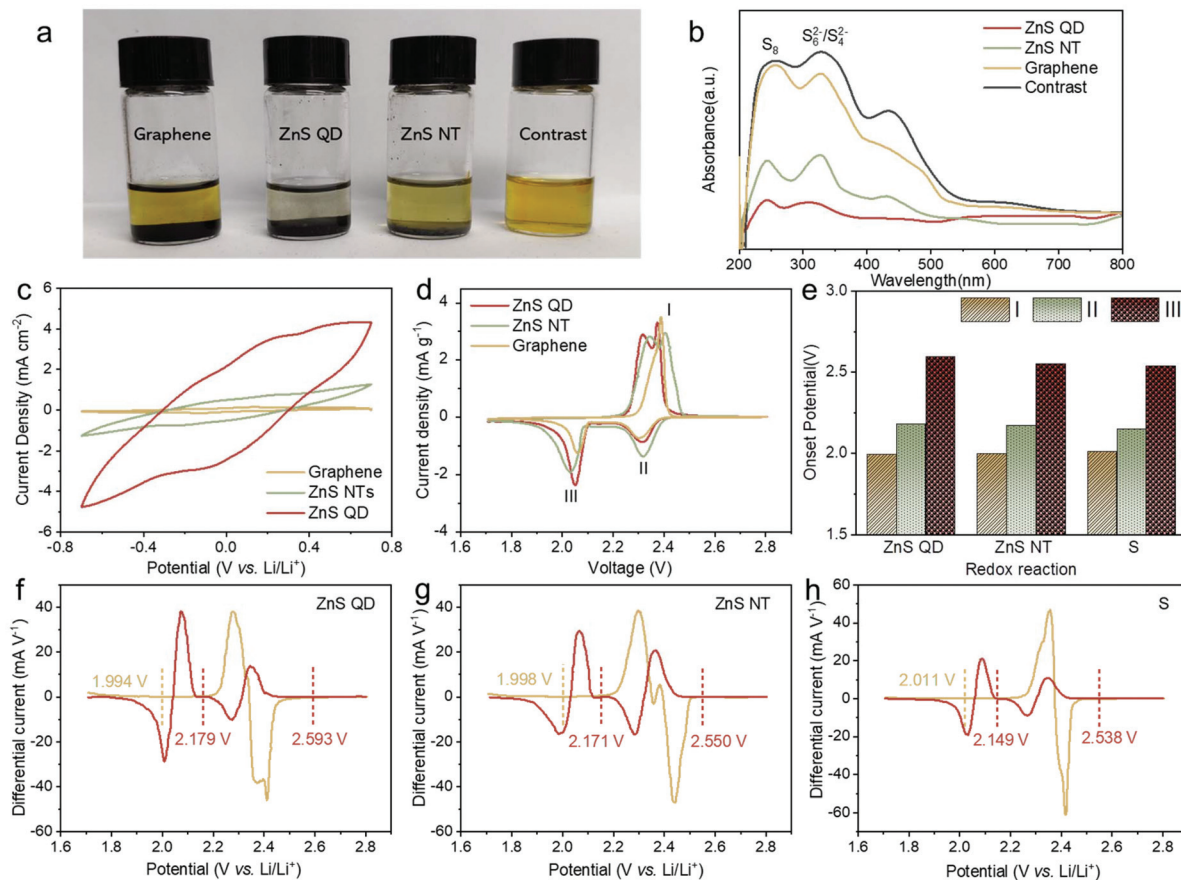 a
Graphene
ZnS QD
ZnS NT
Contrast
b
S₈
S₆²⁻/S₄²⁻
ZnS QD
ZnS NT
Graphene
Contrast
Absorbance(a.u.)
200 300 400 500 600 700 800
Wavelength(nm)
c
6
4
2
0
-2
-4
-6
Current Density (mA cm⁻²)
Graphene
ZnS NTs
ZnS QD
-0.8 -0.4 0.0 0.4 0.8
Potential (V vs. Li/Li⁺)
d
4
2
0
-2
-4
Current density (mA g⁻¹)
ZnS QD
ZnS NT
Graphene
I
II
III
1.6 1.8 2.0 2.2 2.4 2.6 2.8
Voltage (V)
e
3.0
2.5
2.0
1.5
Onset Potential(V)
I II III
ZnS QD ZnS NT S
Redox reaction
f
ZnS QD
40
20
0
-20
-40
-60
Differential current (mA V⁻¹)
1.994 V
2.179 V
2.593 V
1.6 1.8 2.0 2.2 2.4 2.6 2.8
Potential (V vs. Li/Li⁺)
g
ZnS NT
40
20
0
-20
-40
-60
Differential current (mA V⁻¹)
1.998 V
2.171 V
2.550 V
1.6 1.8 2.0 2.2 2.4 2.6 2.8
Potential (V vs. Li/Li⁺)
h
S
60
40
20
0
-20
-40
-60
Differential current (mA V⁻¹)
2.011 V
2.149 V
2.538 V
1.6 1.8 2.0 2.2 2.4 2.6 2.8
Potential (V vs. Li/Li⁺)